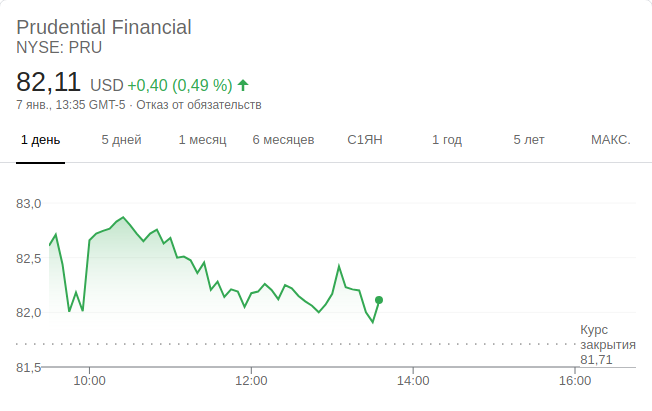 Prudential Financial
NYSE: PRU
82,11 USD +0,40 (0,49 %)
7 янв., 13:35 GMT-5 · Отказ от обязательств
1 день 5 дней 1 месяц 6 месяцев С1ЯН 1 год 5 лет МАКС.
83,0
82,5
82,0
Курс
закрытия
81,71
81,5
10:00 12:00 14:00 16:00